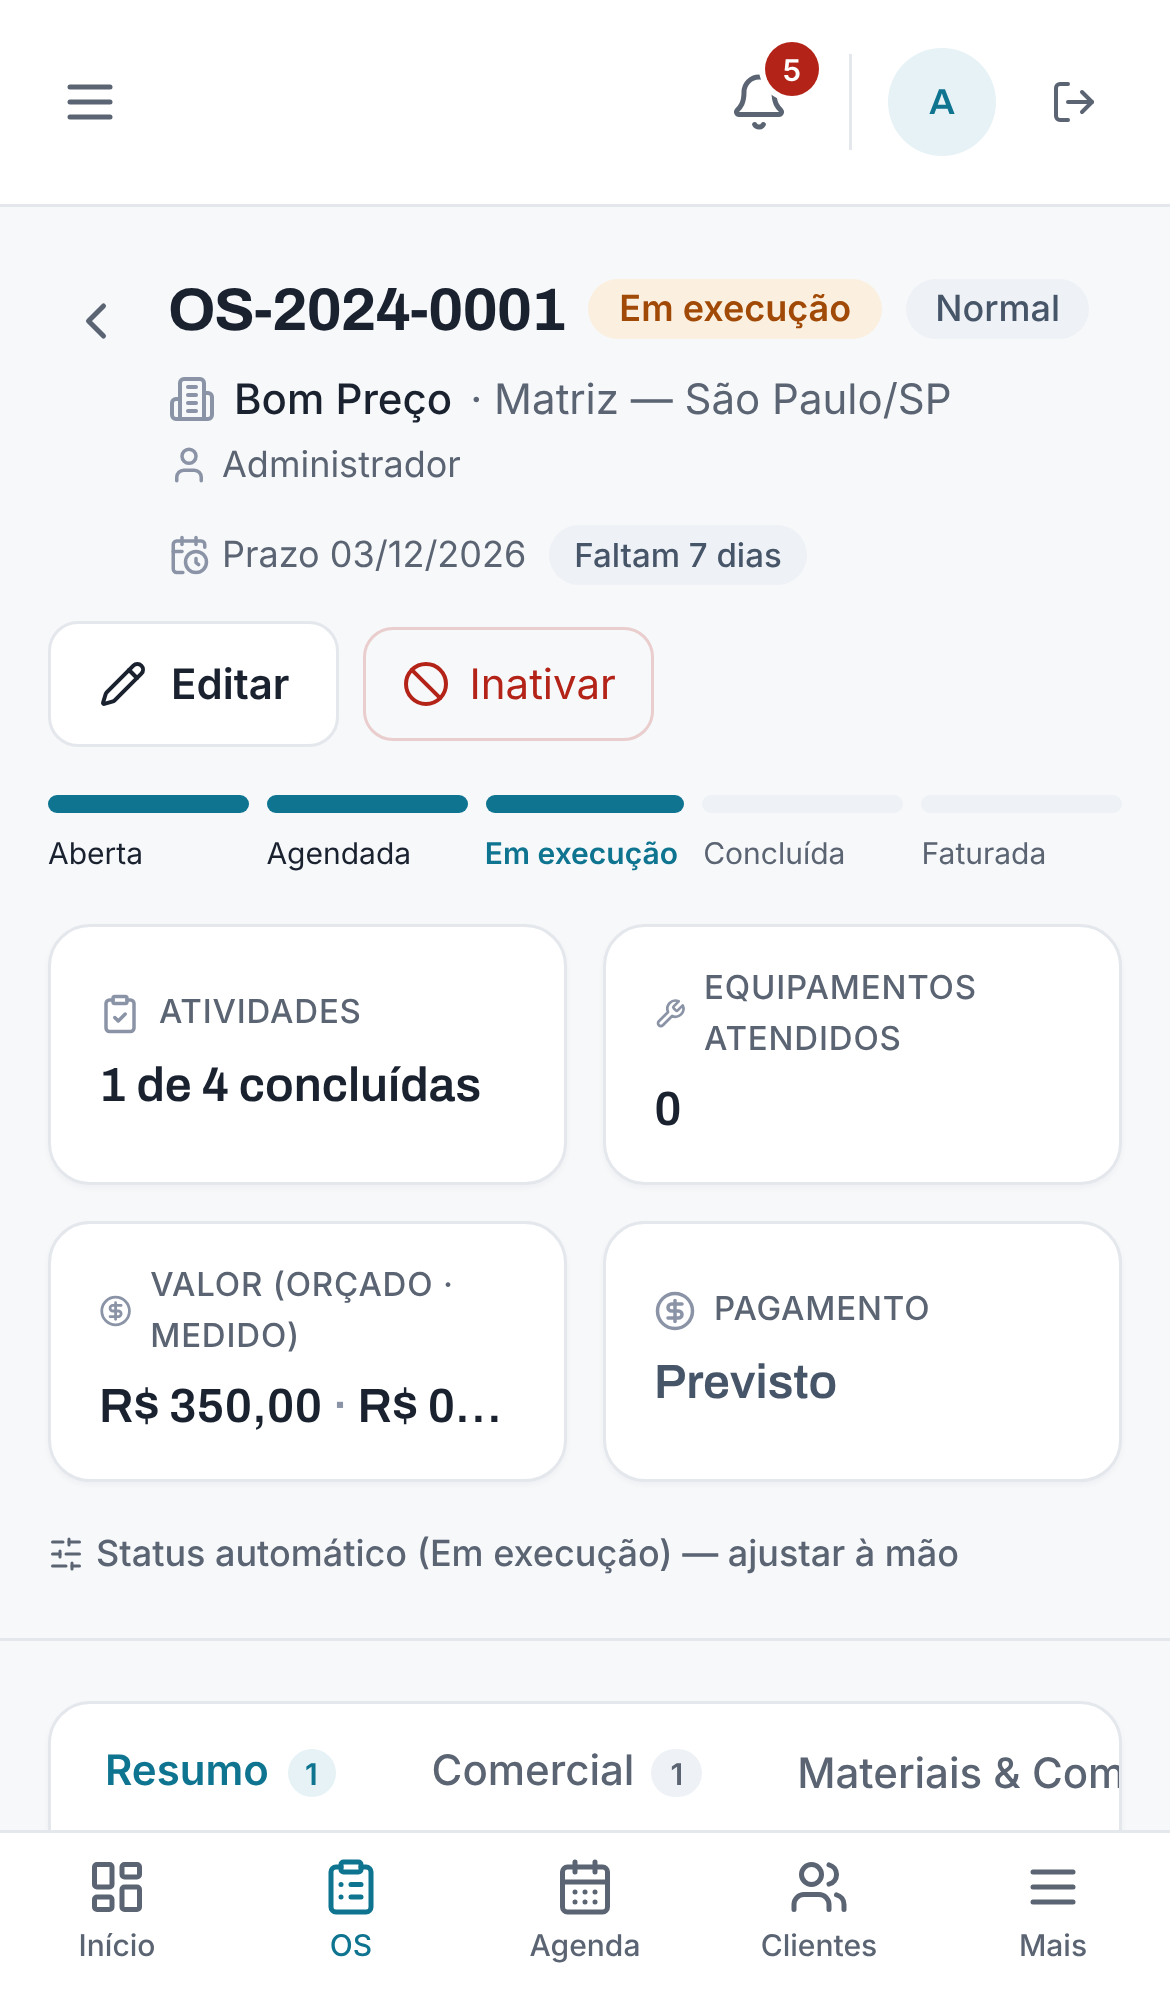 5
A
OS-2024-0001 Em execução Normal
Bom Preço · Matriz — São Paulo/SP
Administrador
Prazo 03/12/2026 Faltam 7 dias
Editar Inativar
Aberta Agendada Em execução Concluída Faturada
ATIVIDADES
1 de 4 concluídas
EQUIPAMENTOS
ATENDIDOS
0
VALOR (ORÇADO ·
MEDIDO)
R$ 350,00 · R$ 0...
PAGAMENTO
Previsto
Status automático (Em execução) — ajustar à mão
Resumo 1 Comercial 1 Materiais & Com
Início OS Agenda Clientes Mais